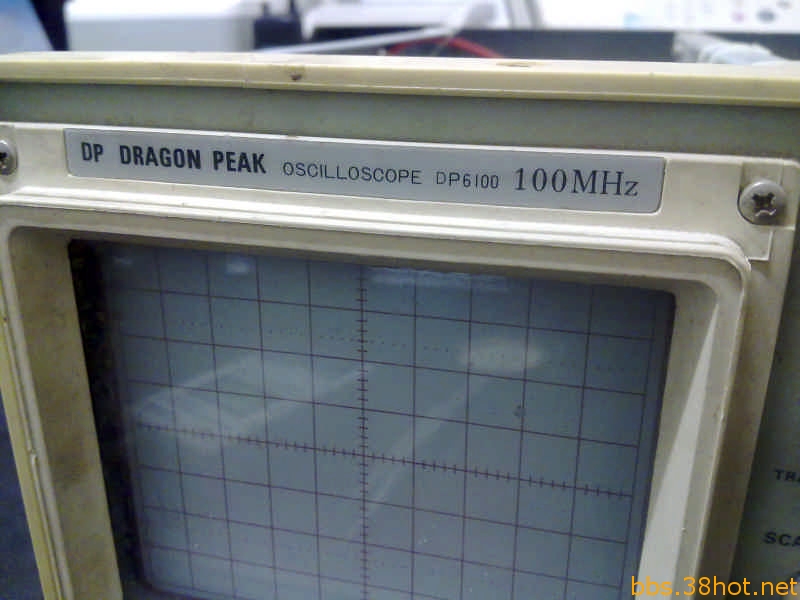 DP DRAGON PEAK OSCILLOSCOPE DP6100 100MHz
bbs.38hot.net